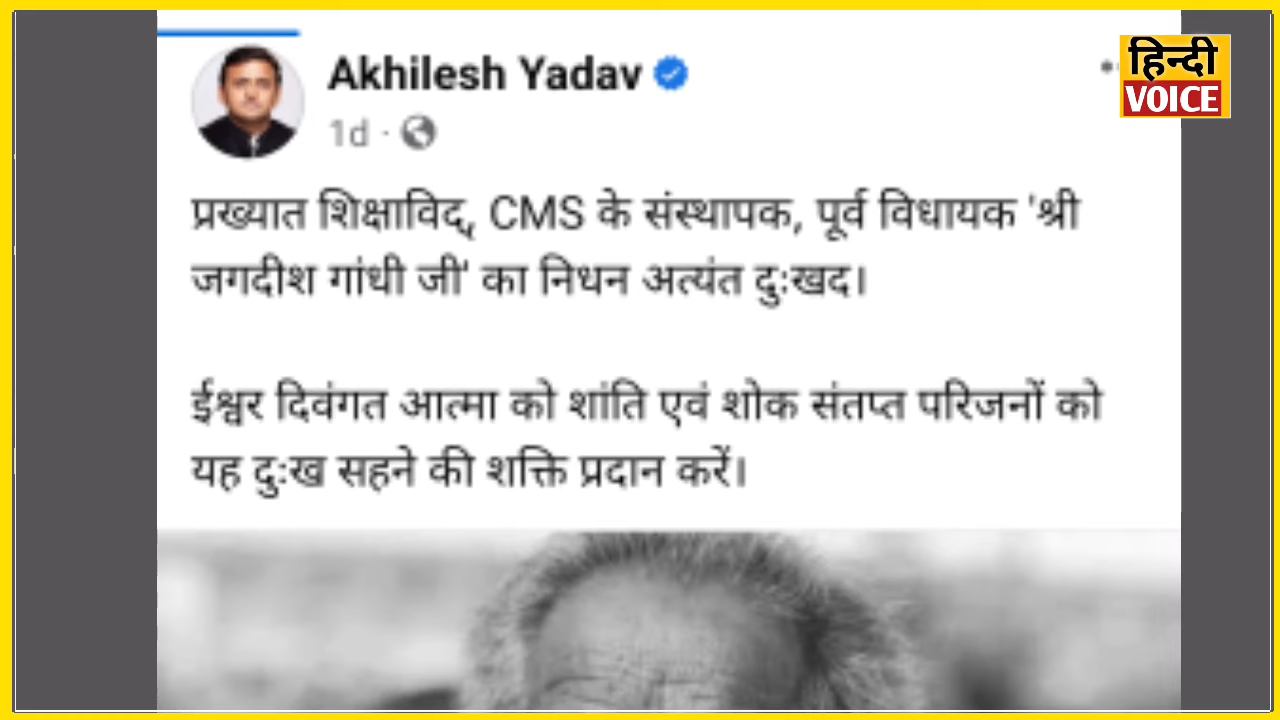 Akhilesh Yadav
1d ·
हिन्दी
VOICE
प्रख्यात शिक्षाविद्, CMS के संस्थापक, पूर्व विधायक 'श्री
जगदीश गांधी जी' का निधन अत्यंत दुःखद।
ईश्वर दिवंगत आत्मा को शांति एवं शोक संतप्त परिजनों को
यह दुःख सहने की शक्ति प्रदान करें।